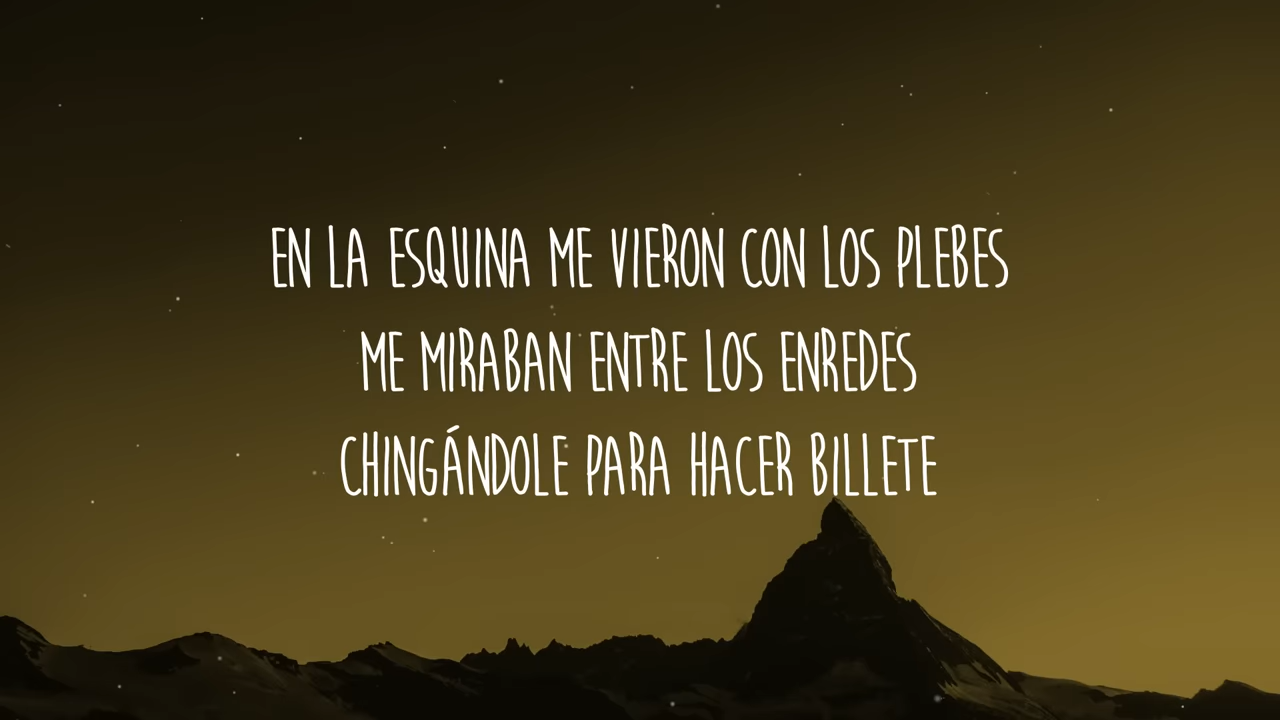 EN LA ESQUINA ME VIERON CON LOS PLEBES
ME MIRABAN ENTRE LOS ENREDES
CHINGÁNDOLE PARA HACER BILLETE